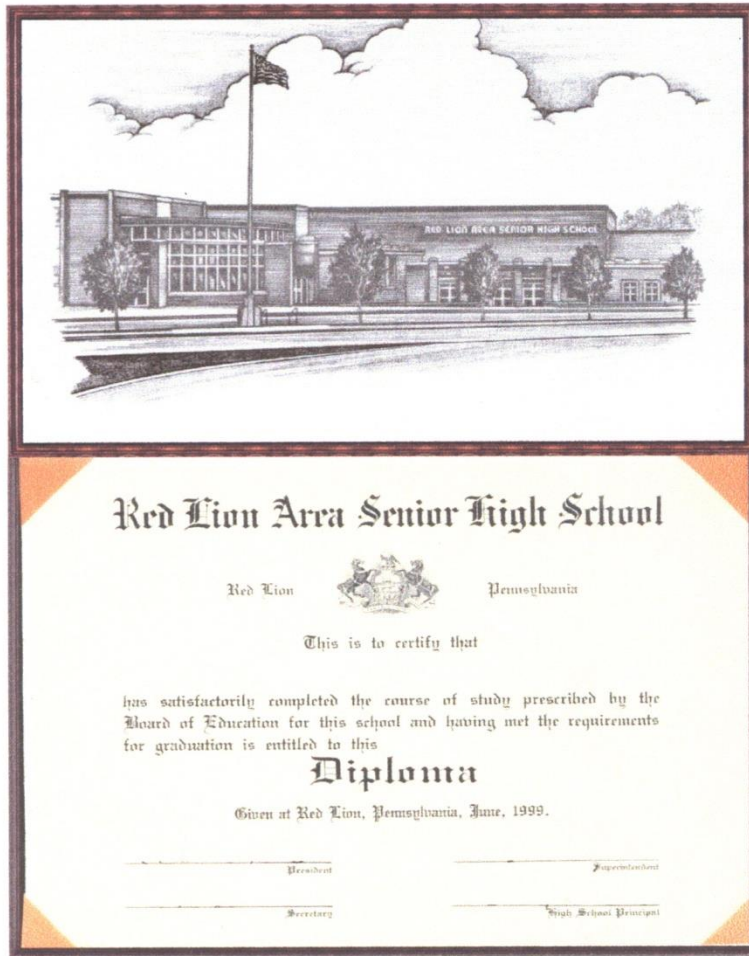 RED LION AREA SENIOR HIGH SCHOOL
Red Lion Area Senior High School
Red Lion Pennsylvania
This is to certify that
has satisfactorily completed the course of study prescribed by the
Board of Education for this school and having met the requirements
for graduation is entitled to this
Diploma
Given at Red Lion, Pennsylvania, June, 1999.
President Superintendent
Secretary High School Principal